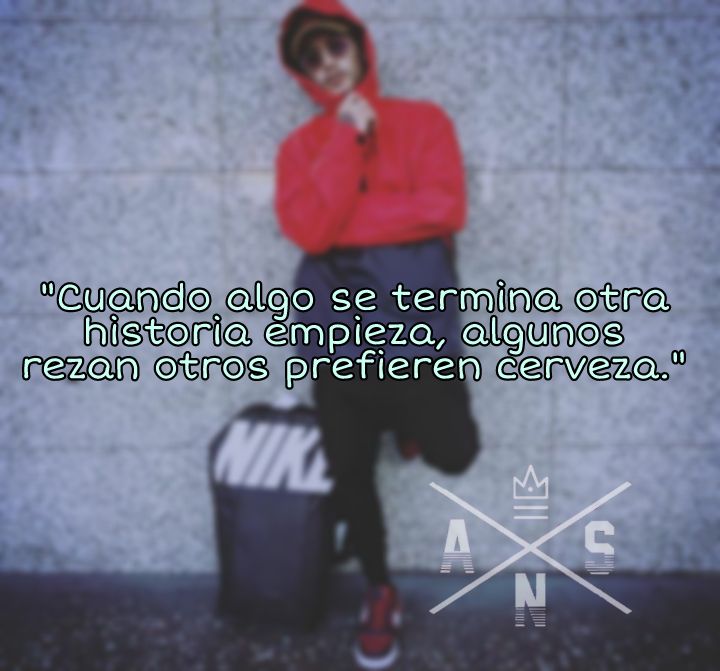 "Cuando algo se termina otra
historia empieza, algunos
rezan otros prefieren cerveza."
NIKE
A S
N